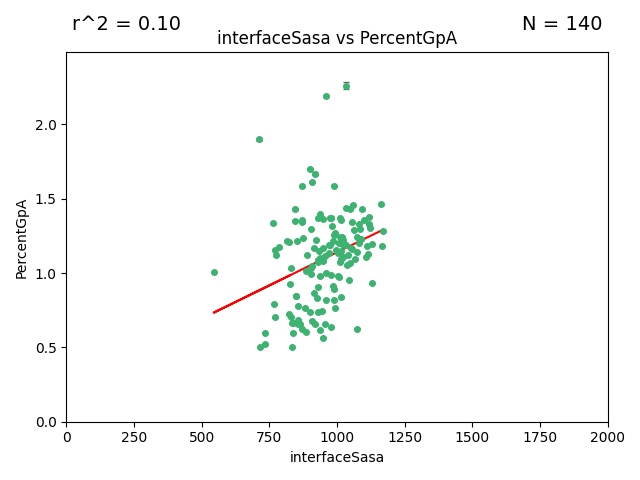 r^2 = 0.10
N = 140
interfaceSasa vs PercentGpA
PercentGpA
2.0
1.5
1.0
0.5
0.0
0 250 500 750 1000 1250 1500 1750 2000
interfaceSasa